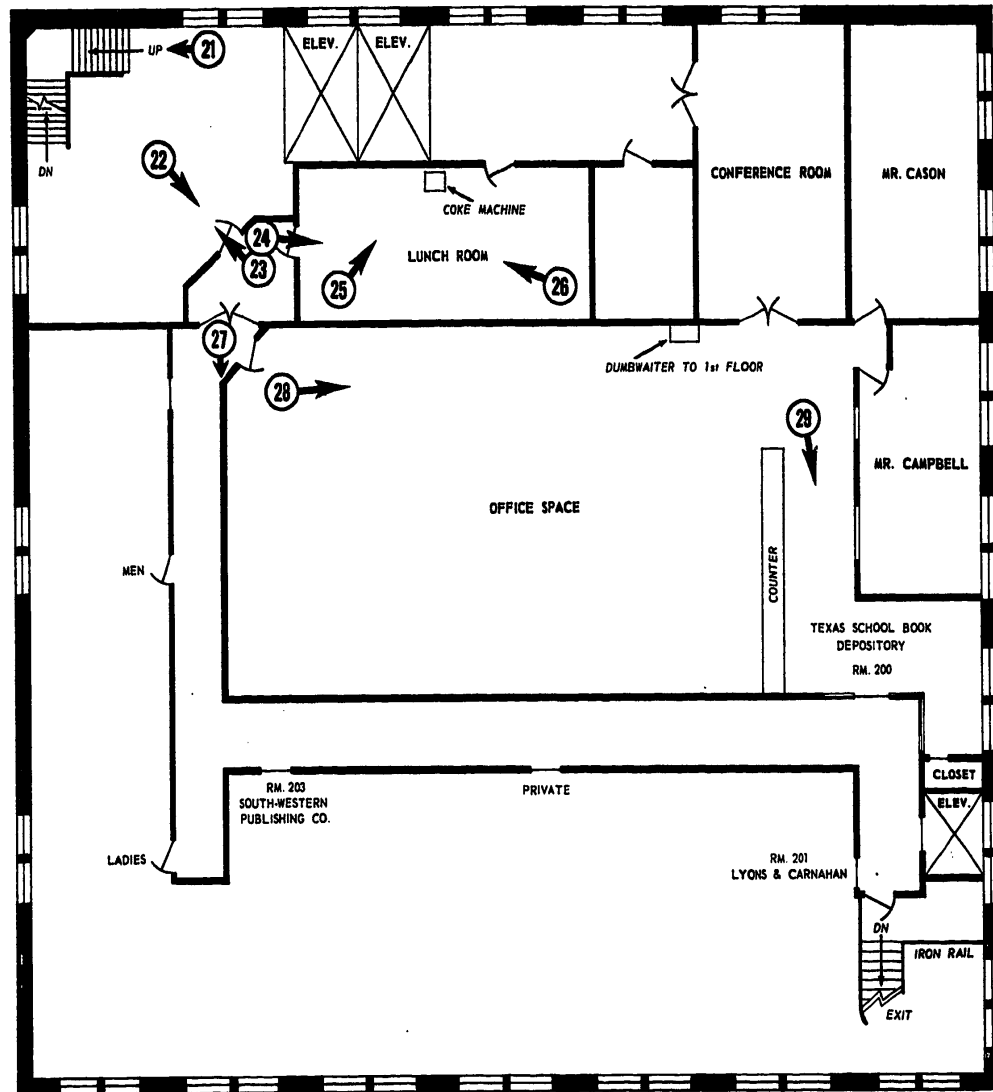 ELEV.
ELEV.
UP
21
DN
22
CONFERENCE ROOM
MR. CASON
COKE MACHINE
24
LUNCH ROOM
23
25
26
27
DUMBWAITER TO 1st FLOOR
28
29
MR. CAMPBELL
OFFICE SPACE
MEN
COUNTER
TEXAS SCHOOL BOOK
DEPOSITORY
RM. 200
CLOSET
RM. 203
SOUTH-WESTERN
PUBLISHING CO.
PRIVATE
ELEV.
LADIES
RM. 201
LYONS & CARNAHAN
DN
IRON RAIL
EXIT